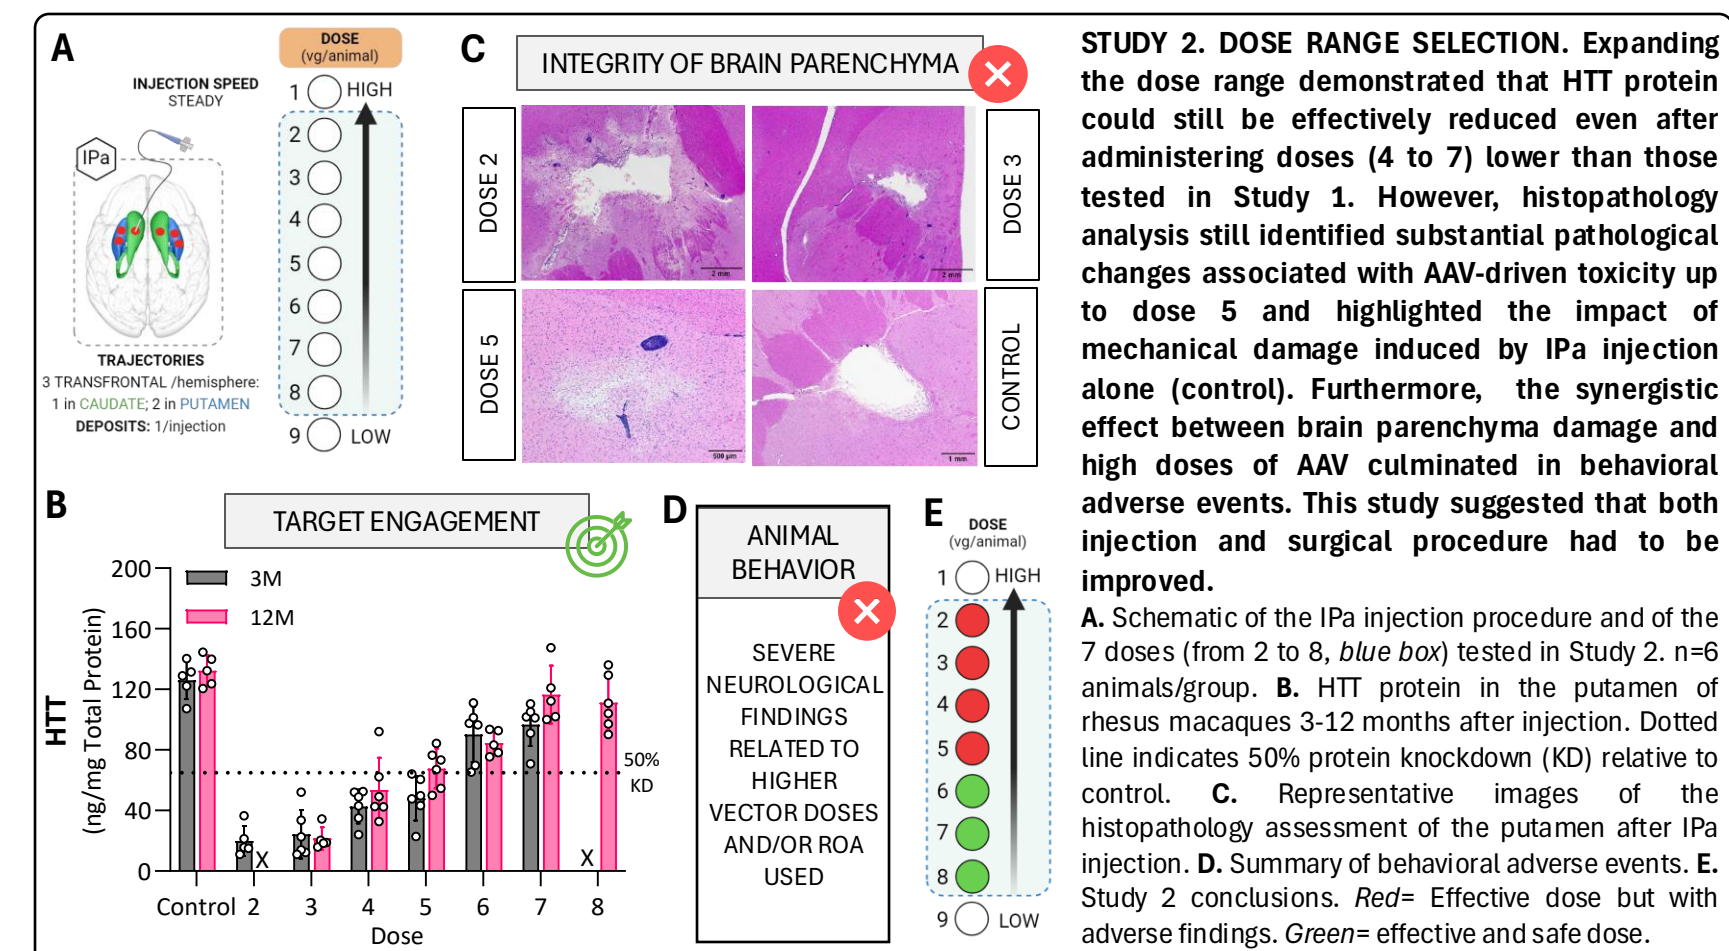 A
INJECTION SPEED
STEADY
IPa
TRAJECTORIES
3 TRANSFRONTAL /hemisphere:
1 in CAUDATE; 2 in PUTAMEN
DEPOSITS: 1/injection
DOSE
(vg/animal)
1 HIGH
2
3
4
5
6
7
8
9 LOW
C
INTEGRITY OF BRAIN PARENCHYMA
DOSE 2
2 mm
DOSE 3
2 mm
DOSE 5
500 µm
CONTROL
1 mm
B
TARGET ENGAGEMENT
HTT
(ng/mg Total Protein)
200
160
120
80
40
0
3M
12M
50%
KD
X
X
Control 2 3 4 5 6 7 8
Dose
D
ANIMAL
BEHAVIOR
SEVERE
NEUROLOGICAL
FINDINGS
RELATED TO
HIGHER
VECTOR DOSES
AND/OR ROA
USED
E
DOSE
(vg/animal)
1 HIGH
2
3
4
5
6
7
8
9 LOW
STUDY 2. DOSE RANGE SELECTION. Expanding
the dose range demonstrated that HTT protein
could still be effectively reduced even after
administering doses (4 to 7) lower than those
tested in Study 1. However, histopathology
analysis still identified substantial pathological
changes associated with AAV-driven toxicity up
to dose 5 and highlighted the impact of
mechanical damage induced by IPa injection
alone (control). Furthermore, the synergistic
effect between brain parenchyma damage and
high doses of AAV culminated in behavioral
adverse events. This study suggested that both
injection and surgical procedure had to be
improved.
A. Schematic of the IPa injection procedure and of the
7 doses (from 2 to 8, blue box) tested in Study 2. n=6
animals/group. B. HTT protein in the putamen of
rhesus macaques 3-12 months after injection. Dotted
line indicates 50% protein knockdown (KD) relative to
control. C. Representative images of the
histopathology assessment of the putamen after IPa
injection. D. Summary of behavioral adverse events. E.
Study 2 conclusions. Red= Effective dose but with
adverse findings. Green= effective and safe dose.